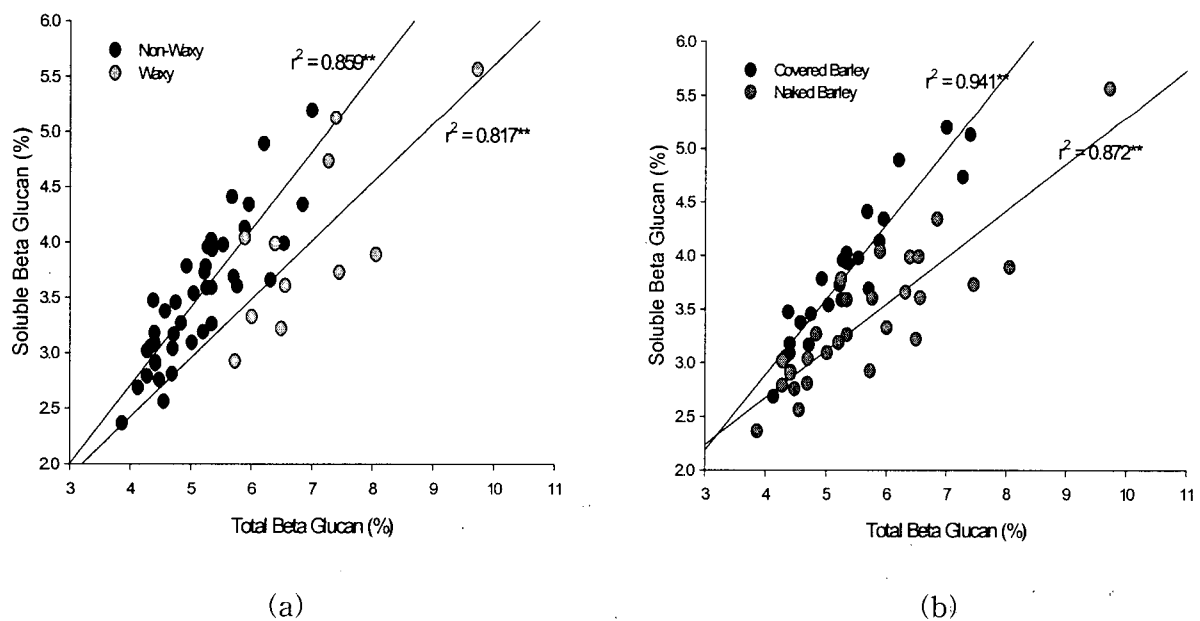 6.0
5.5
5.0
4.5
4.0
3.5
3.0
2.5
2.0
Soluble Beta Glucan (%)
Non-Waxy
Waxy
r² = 0.859**
r² = 0.817**
3 4 5 6 7 8 9 10 11
Total Beta Glucan (%)
(a)
6.0
5.5
5.0
4.5
4.0
3.5
3.0
2.5
2.0
Soluble Beta Glucan (%)
Covered Barley
Naked Barley
r² = 0.941**
r² = 0.872**
3 4 5 6 7 8 9 10 11
Total Beta Glucan (%)
(b)